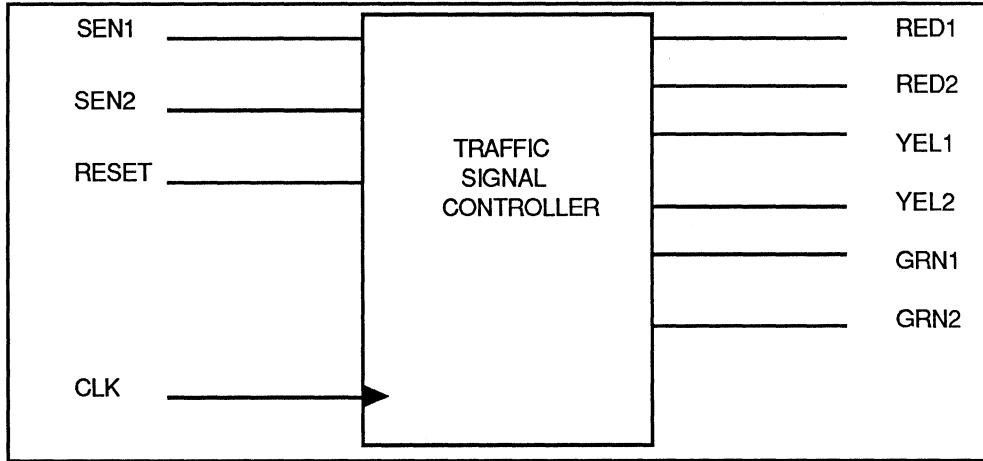 SEN1
SEN2
RESET
CLK
TRAFFIC
SIGNAL
CONTROLLER
RED1
RED2
YEL1
YEL2
GRN1
GRN2